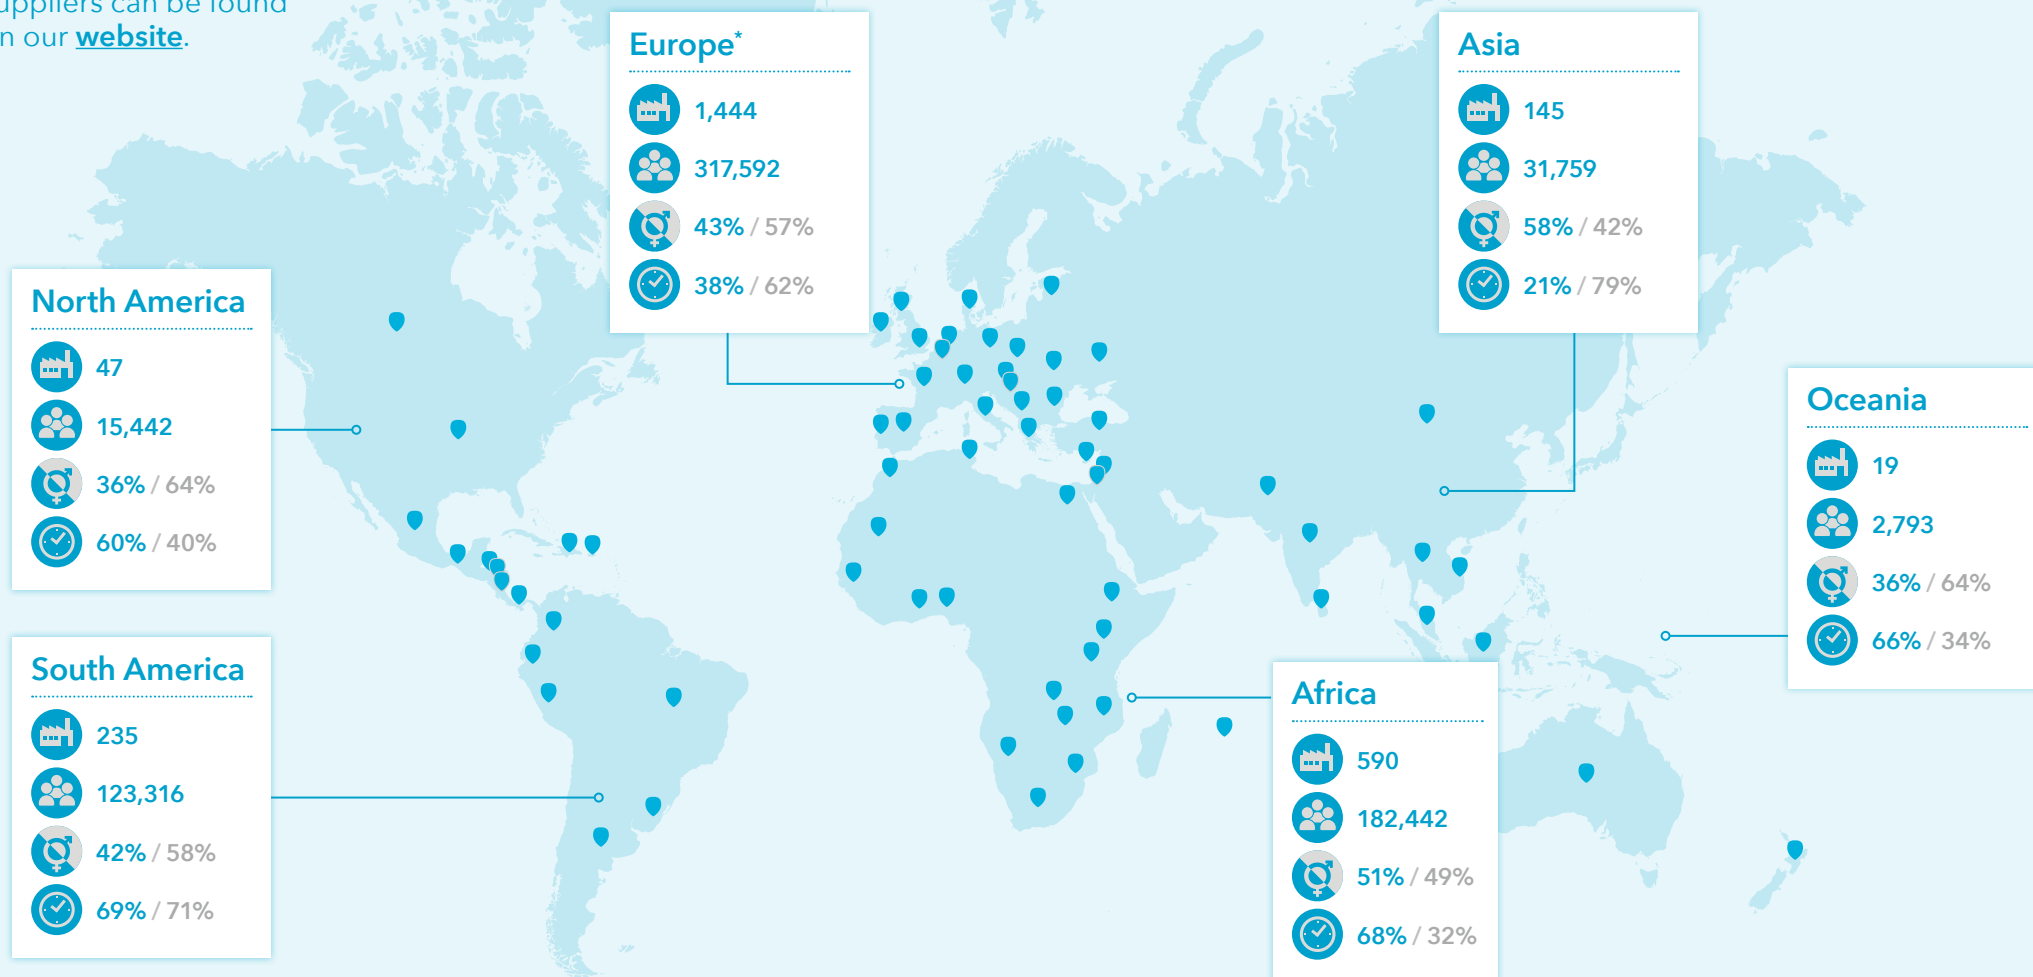 uppliers can be found
n our website.
Europe*
1,444
317,592
43% / 57%
38% / 62%
Asia
145
31,759
58% / 42%
21% / 79%
North America
47
15,442
36% / 64%
60% / 40%
Oceania
19
2,793
36% / 64%
66% / 34%
South America
235
123,316
42% / 58%
69% / 71%
Africa
590
182,442
51% / 49%
68% / 32%